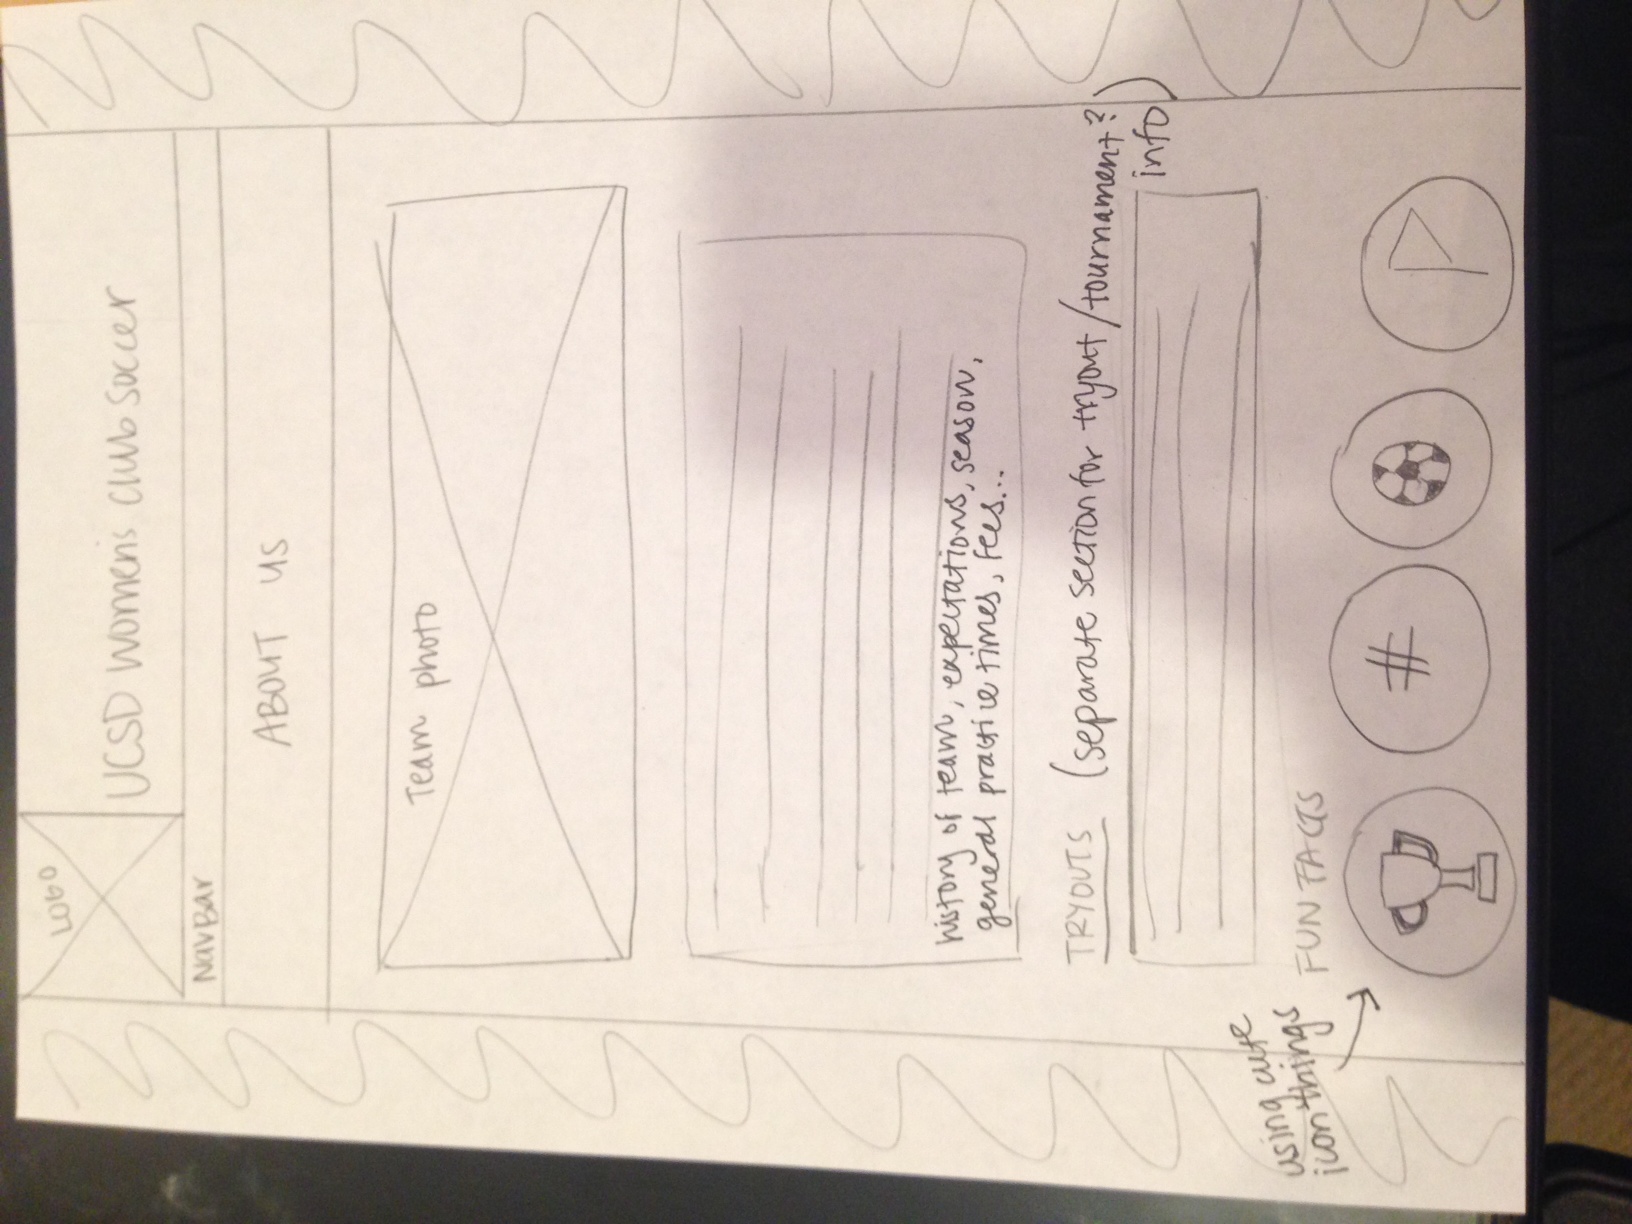 LOGO
UCSD Women's Club Soccer
NavBar
ABOUT US
Team photo
history of team, expectations, season,
general practice times, fees...
TRYOUTS (separate section for tryout/tournament?
info)
using cute
icon things
FUN FACTS
#